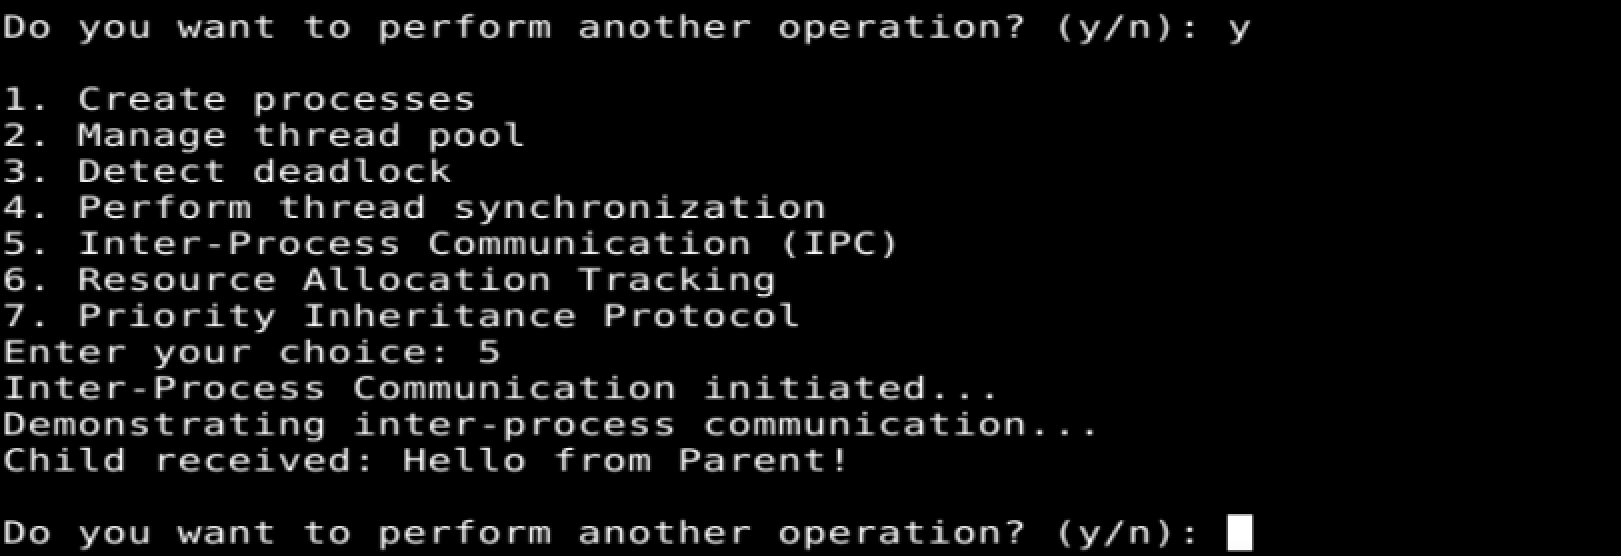 Do you want to perform another operation? (y/n): y
1. Create processes
2. Manage thread pool
3. Detect deadlock
4. Perform thread synchronization
5. Inter-Process Communication (IPC)
6. Resource Allocation Tracking
7. Priority Inheritance Protocol
Enter your choice: 5
Inter-Process Communication initiated...
Demonstrating inter-process communication...
Child received: Hello from Parent!
Do you want to perform another operation? (y/n):